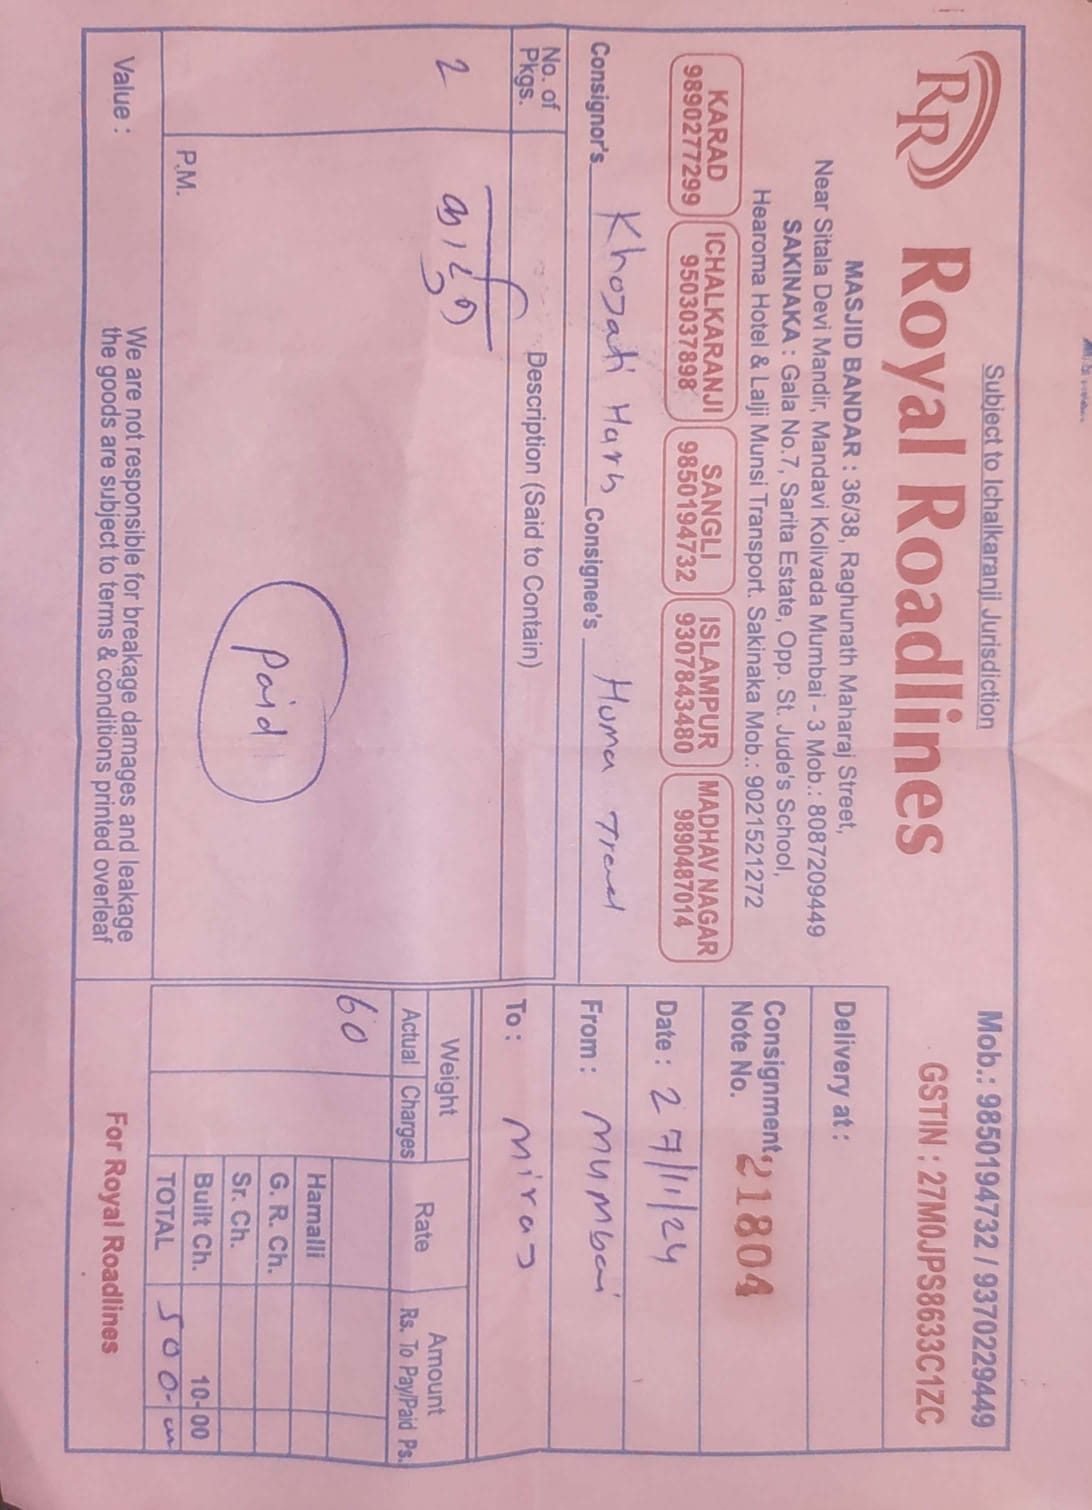 Subject to Ichalkaranji Jurisdiction
Mob.: 9850194732 / 9370229449
RR Royal Roadlines
GSTIN : 27M0JPS8633C1ZC
MASJID BANDAR : 36/38, Raghunath Maharaj Street,
Near Sitala Devi Mandir, Mandavi Kolivada Mumbai - 3 Mob.: 8087209449
SAKINAKA : Gala No.7, Sarita Estate, Opp. St. Jude's School,
Hearoma Hotel & Lalji Munsi Transport. Sakinaka Mob.: 9021521272
KARAD
9890277299
ICHALKARANJI
9503037898
SANGLI
9850194732
ISLAMPUR
9307843480
MADHAV NAGAR
9890487014
Delivery at :
Consignment
Note No. 21804
Date : 27/11/24
From : Mumbai
To : Miraj
Consignor's Khojati Consignee's Huma
No. of
Pkgs.
Description (Said to Contain)
Weight
Actual Charges
Rate
Amount
Rs. To Pay/Paid Ps.
2
60
Paid
Hamalli
G. R. Ch.
Sr. Ch.
Built Ch. 10-00
TOTAL 500
P.M.
Value :
We are not responsible for breakage damages and leakage
the goods are subject to terms & conditions printed overleaf
For Royal Roadlines